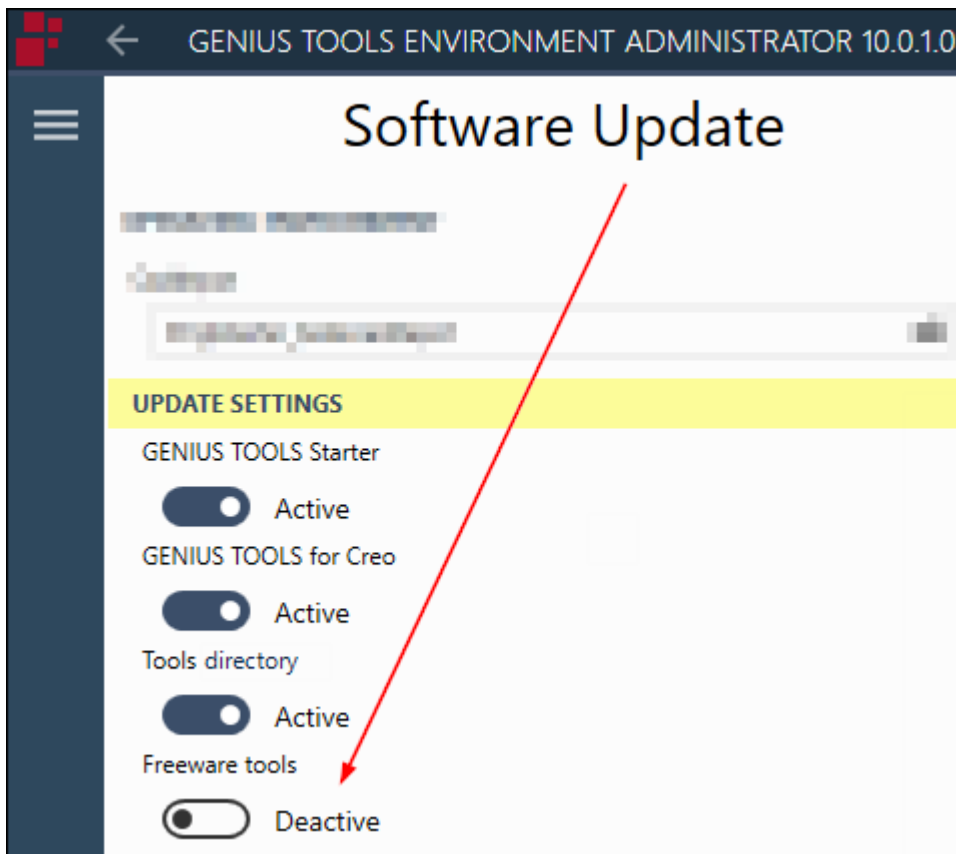 GENIUS TOOLS ENVIRONMENT ADMINISTRATOR 10.0.1.0
Software Update
UPDATE SETTINGS
GENIUS TOOLS Starter
Active
GENIUS TOOLS for Creo
Active
Tools directory
Active
Freeware tools
Deactive